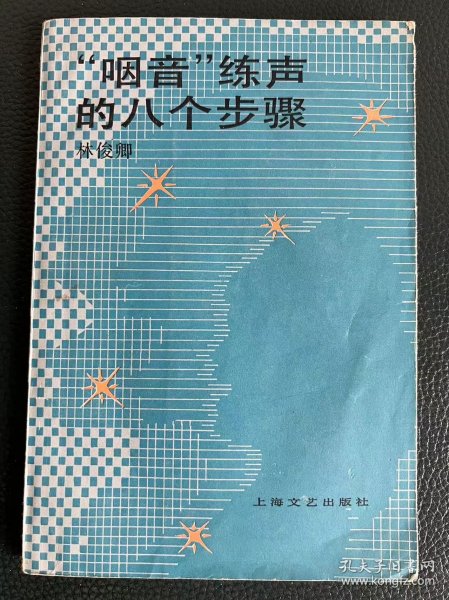 “咽音”练声
的八个步骤
林俊卿
上海文艺出版社
孔夫子旧书网
www.kongfz.com